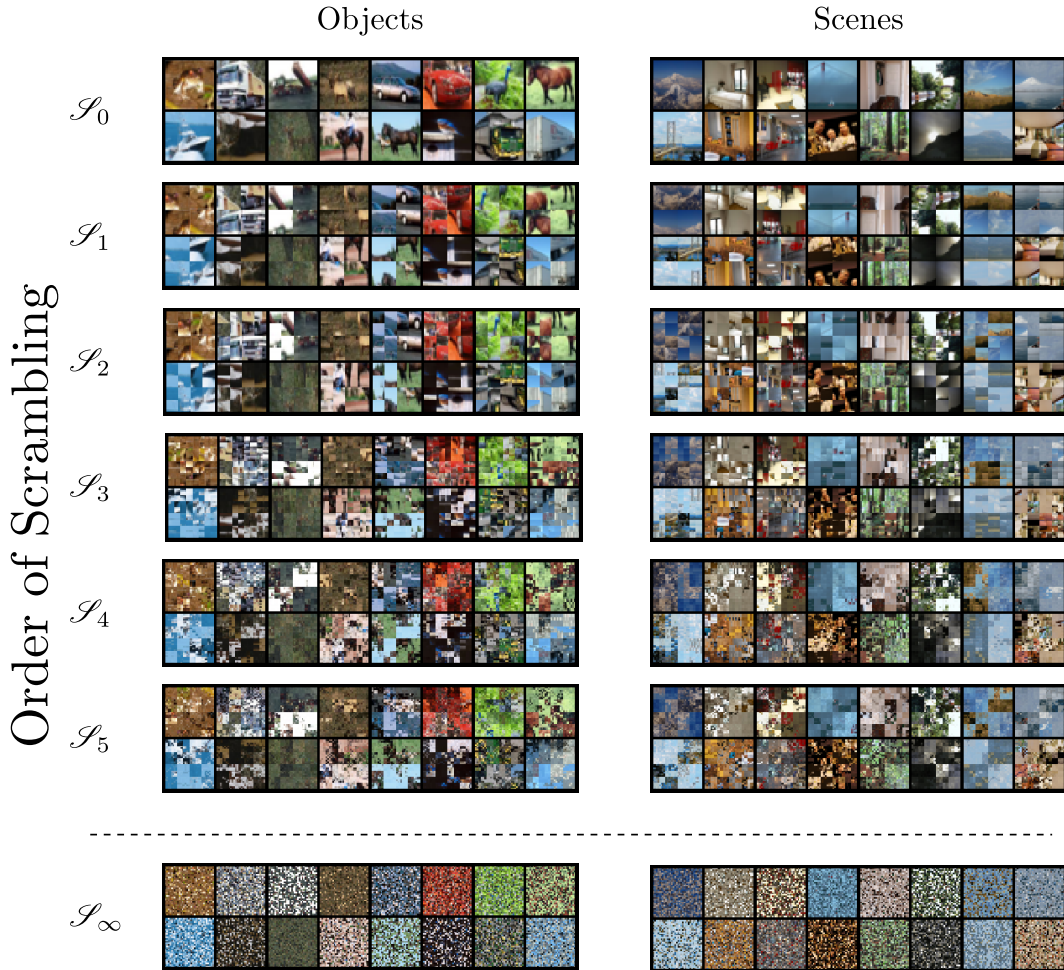 Objects
Scenes
Order of Scrambling
𝒮₀
𝒮₁
𝒮₂
𝒮₃
𝒮₄
𝒮₅
𝒮∞